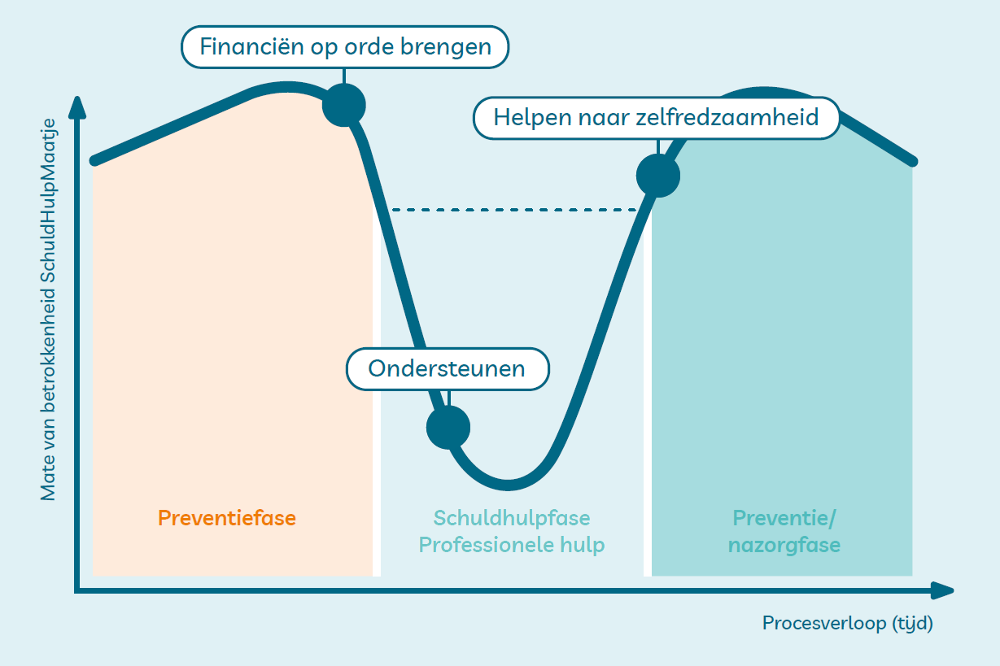 Financiën op orde brengen
Helpen naar zelfredzaamheid
Mate van betrokkenheid SchuldHulpMaatje
Ondersteunen
Preventiefase
Schuldhulpfase
Professionele hulp
Preventie/
nazorgfase
Procesverloop (tijd)